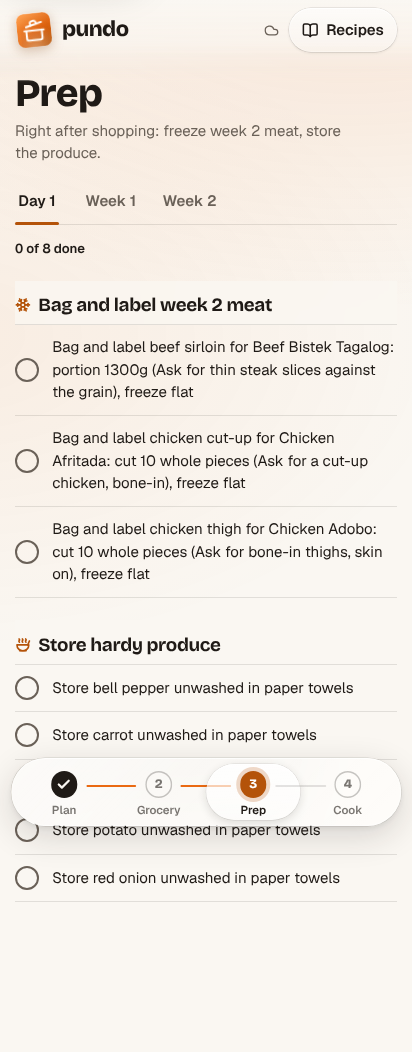 pundo
Recipes
Prep
Right after shopping: freeze week 2 meat, store
the produce.
Day 1
Week 1
Week 2
0 of 8 done
Bag and label week 2 meat
Bag and label beef sirloin for Beef Bistek Tagalog:
portion 1300g (Ask for thin steak slices against
the grain), freeze flat
Bag and label chicken cut-up for Chicken
Afritada: cut 10 whole pieces (Ask for a cut-up
chicken, bone-in), freeze flat
Bag and label chicken thigh for Chicken Adobo:
cut 10 whole pieces (Ask for bone-in thighs, skin
on), freeze flat
Store hardy produce
Store bell pepper unwashed in paper towels
Store carrot unwashed in paper towels
2
3
4
Plan
Grocery
Prep
Cook
Store potato unwashed in paper towels
Store red onion unwashed in paper towels